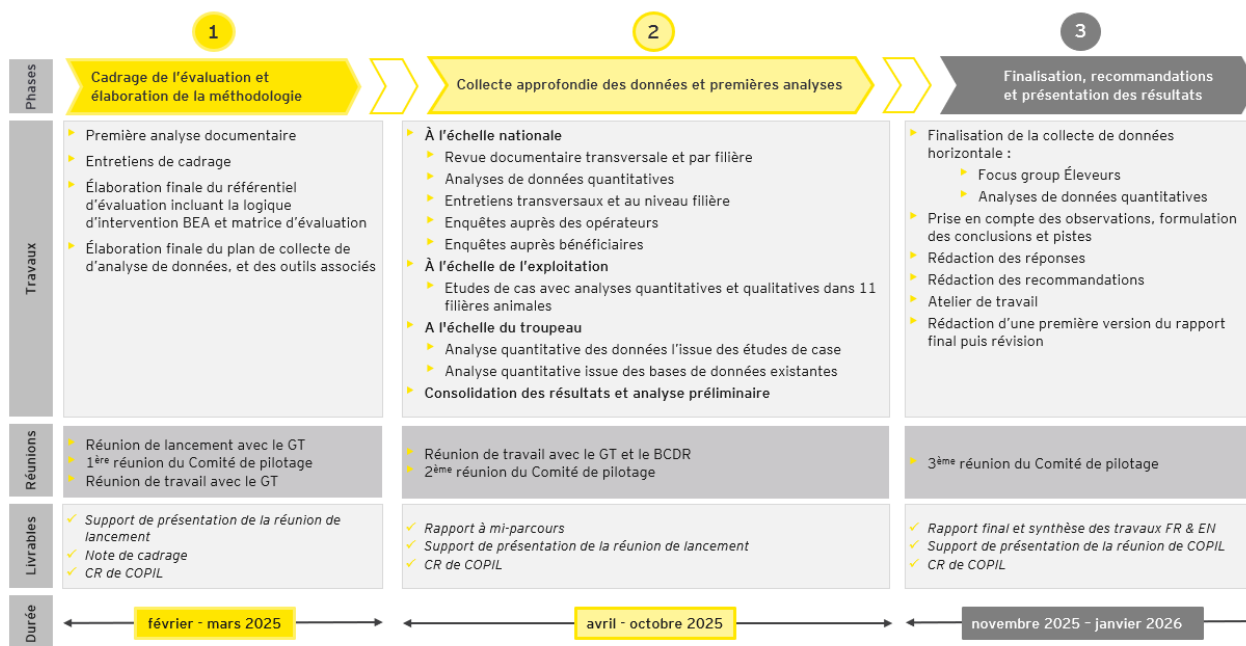 1
2
3
Phases
Cadrage de l'évaluation et
élaboration de la méthodologie
Collecte approfondie des données et premières analyses
Finalisation, recommandations
et présentation des résultats
Travaux
Première analyse documentaire
Entretiens de cadrage
Élaboration finale du référentiel
d'évaluation incluant la logique
d'intervention BEA et matrice d'évaluation
Élaboration finale du plan de collecte de
d'analyse de données, et des outils associés
À l'échelle nationale
Revue documentaire transversale et par filière
Analyses de données quantitatives
Entretiens transversaux et au niveau filière
Enquêtes auprès des opérateurs
Enquêtes auprès bénéficiaires
À l'échelle de l'exploitation
Etudes de cas avec analyses quantitatives et qualitatives dans 11
filières animales
A l'échelle du troupeau
Analyse quantitative des données l'issue des études de case
Analyse quantitative issue des bases de données existantes
Consolidation des résultats et analyse préliminaire
Finalisation de la collecte de données
horizontale :
Focus group Éleveurs
Analyses de données quantitatives
Prise en compte des observations, formulation
des conclusions et pistes
Rédaction des réponses
Rédaction des recommandations
Atelier de travail
Rédaction d'une première version du rapport
final puis révision
Réunions
Réunion de lancement avec le GT
1ère réunion du Comité de pilotage
Réunion de travail avec le GT
Réunion de travail avec le GT et le BCDR
2ème réunion du Comité de pilotage
3ème réunion du Comité de pilotage
Livrables
Support de présentation de la réunion de
lancement
Note de cadrage
CR de COPIL
Rapport à mi-parcours
Support de présentation de la réunion de lancement
CR de COPIL
Rapport final et synthèse des travaux FR & EN
Support de présentation de la réunion de COPIL
CR de COPIL
Durée
février - mars 2025
avril - octobre 2025
novembre 2025 – janvier 2026